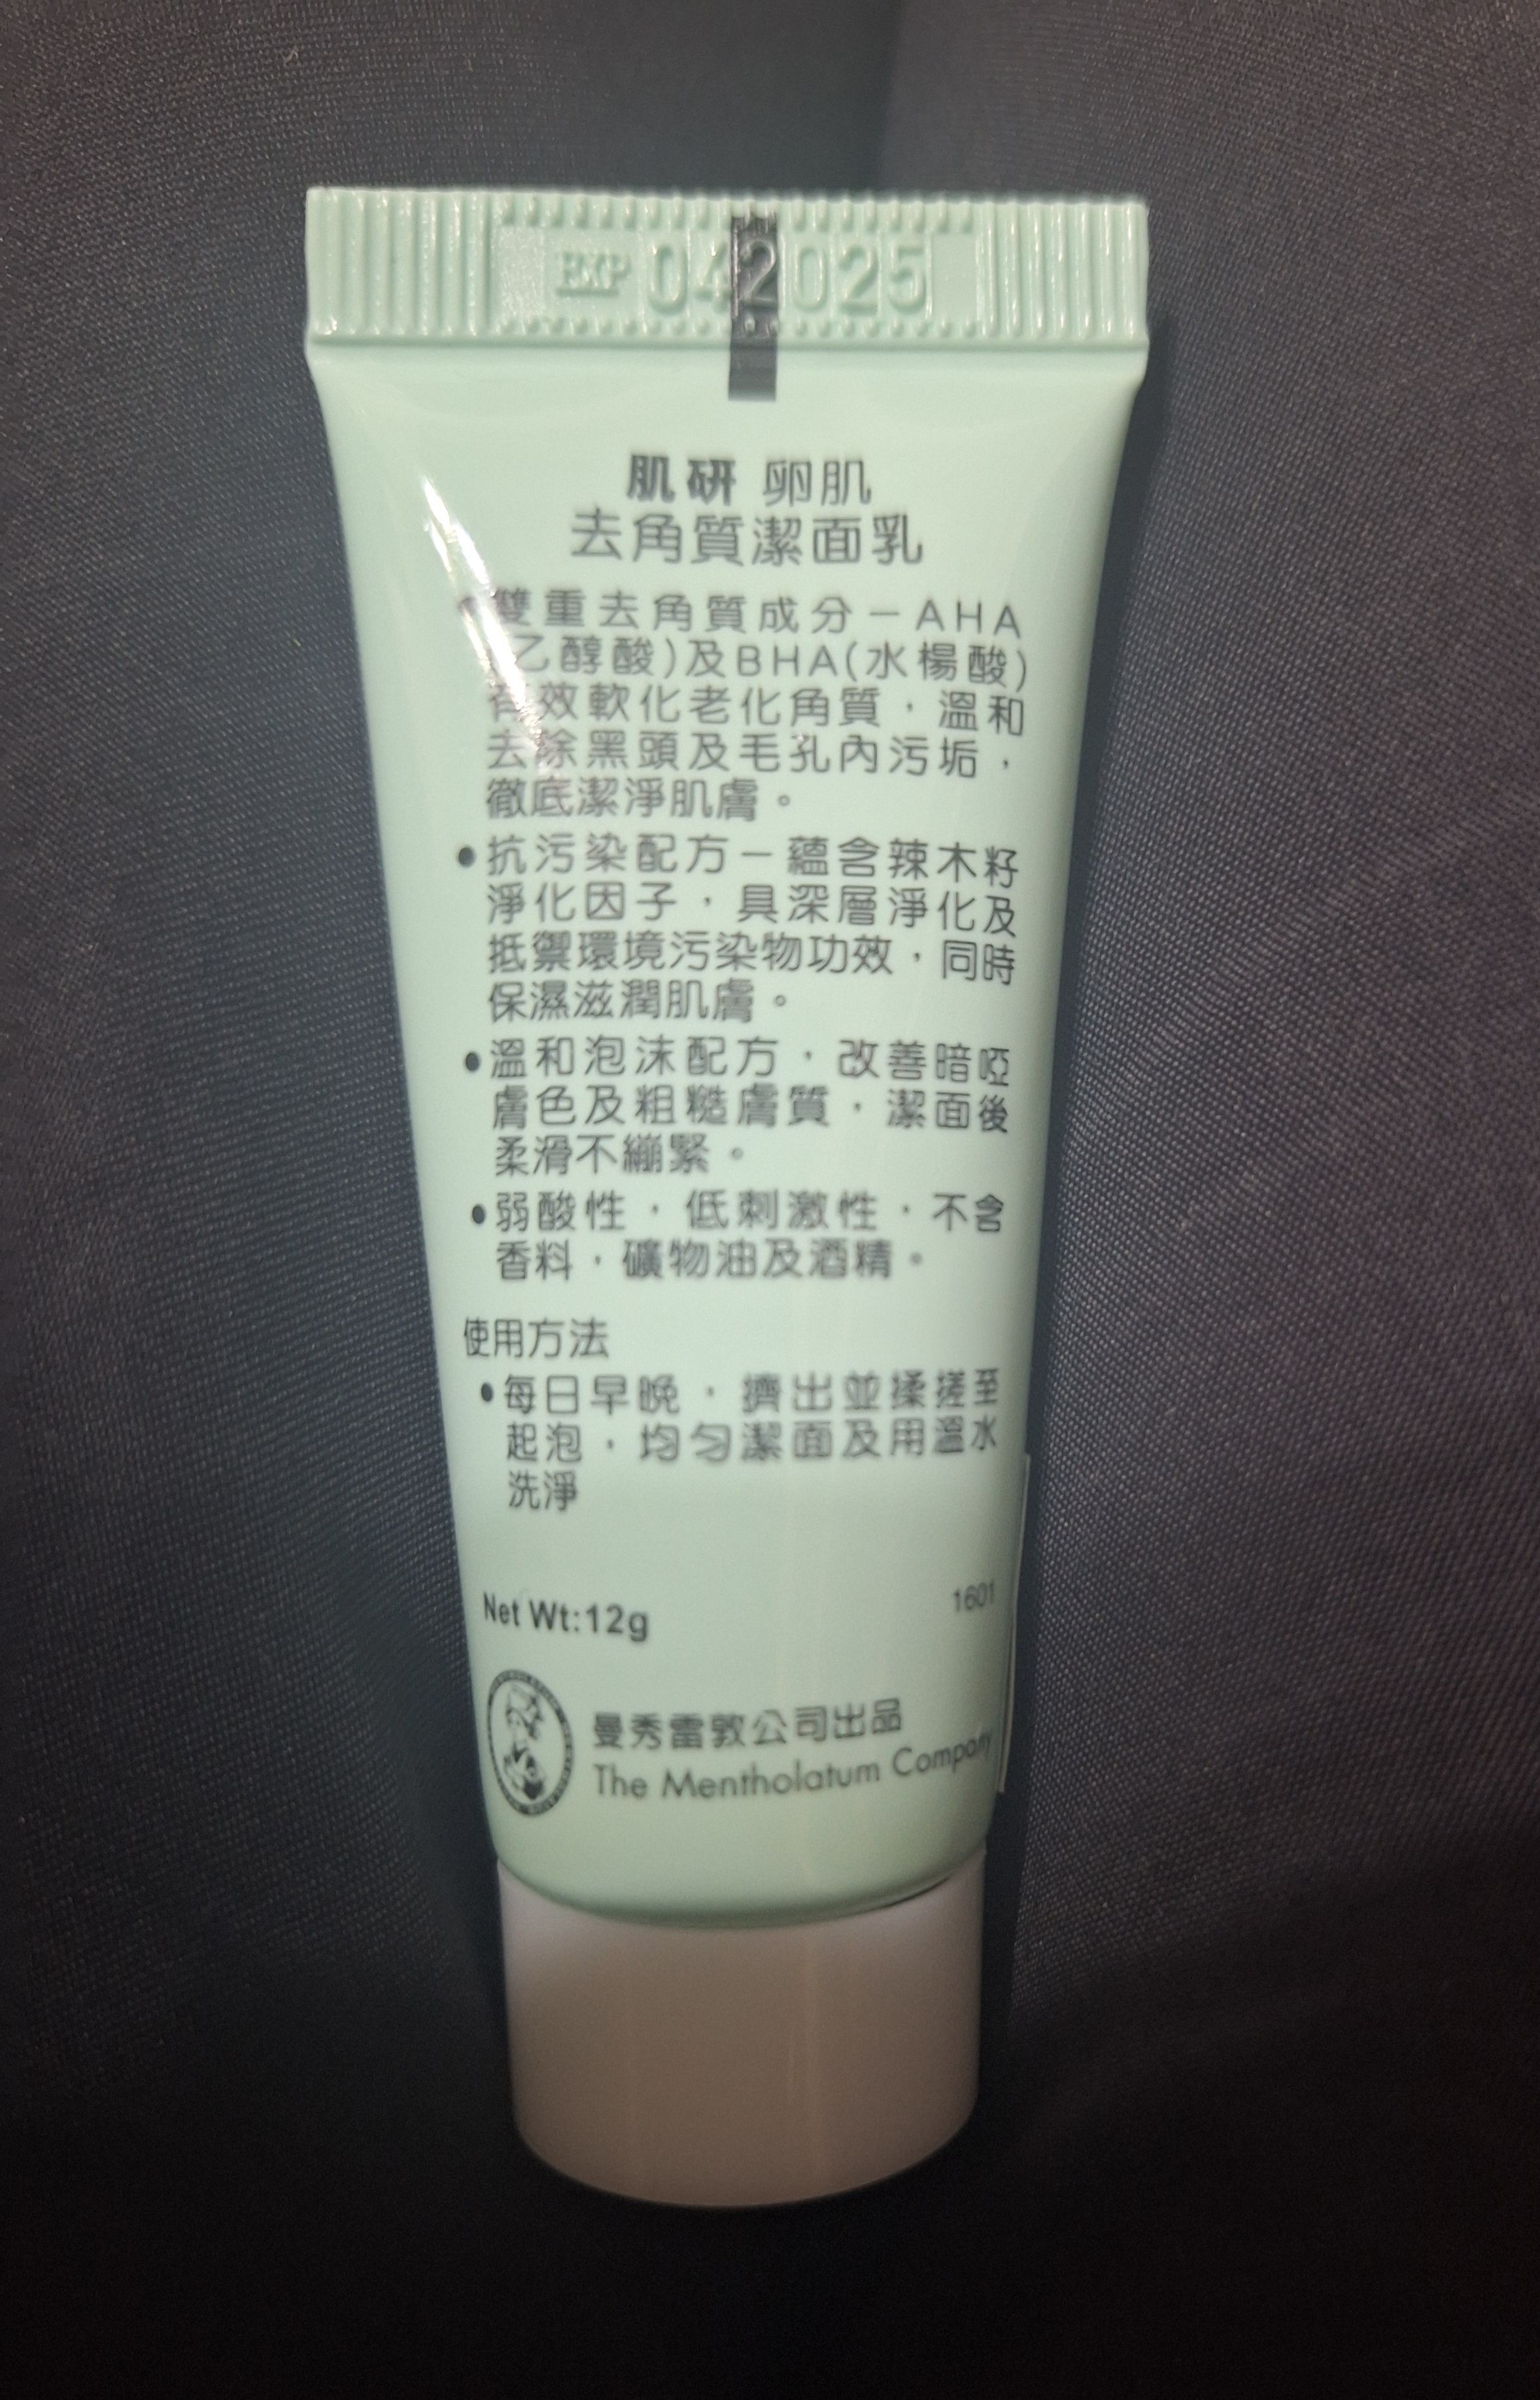 EXP 042025
肌研 卵肌
去角質潔面乳
雙重去角質成分－AHA
(乙醇酸)及BHA(水楊酸)
有效軟化老化角質，溫和
去除黑頭及毛孔內污垢，
徹底潔淨肌膚。
•抗污染配方－蘊含辣木籽
淨化因子，具深層淨化及
抵禦環境污染物功效，同時
保濕滋潤肌膚。
•溫和泡沫配方，改善暗啞
膚色及粗糙膚質，潔面後
柔滑不繃緊。
•弱酸性，低刺激性，不含
香料，礦物油及酒精。
使用方法
•每日早晚，擠出並揉搓至
起泡，均勻潔面及用溫水
洗淨
Net Wt:12g 1601
曼秀雷敦公司出品
The Mentholatum Company